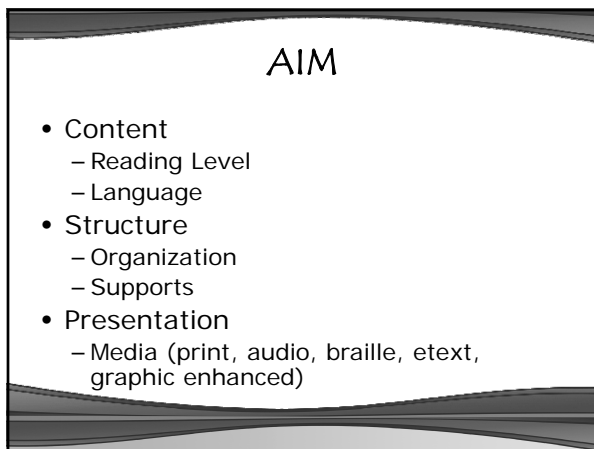 AIM
• Content
– Reading Level
– Language
• Structure
– Organization
– Supports
• Presentation
– Media (print, audio, braille, etext,
graphic enhanced)